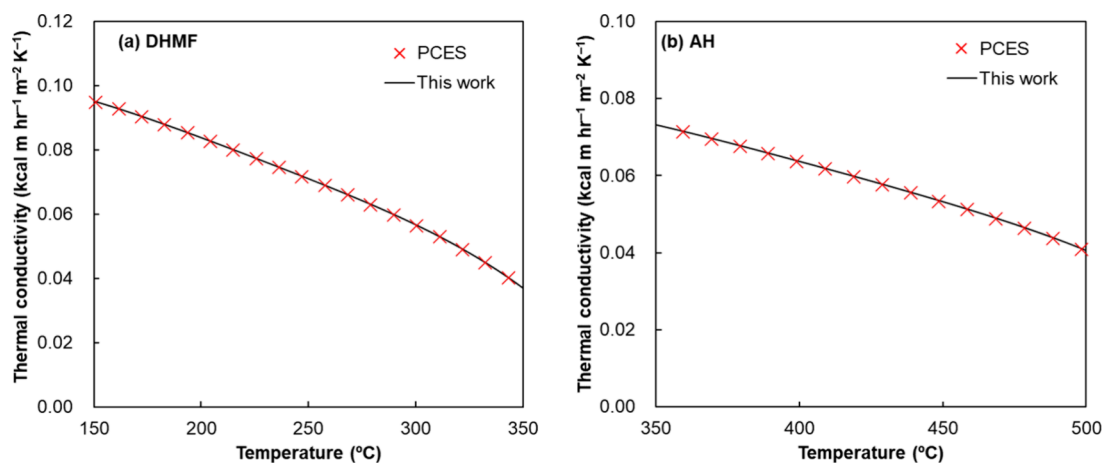 (a) DHMF
PCES
This work
0.12
0.10
0.08
0.06
0.04
0.02
0.00
150 200 250 300 350
Temperature (ºC)
Thermal conductivity (kcal m hr⁻¹ m⁻² K⁻¹)
(b) AH
PCES
This work
0.10
0.08
0.06
0.04
0.02
0.00
350 400 450 500
Temperature (ºC)
Thermal conductivity (kcal m hr⁻¹ m⁻² K⁻¹)